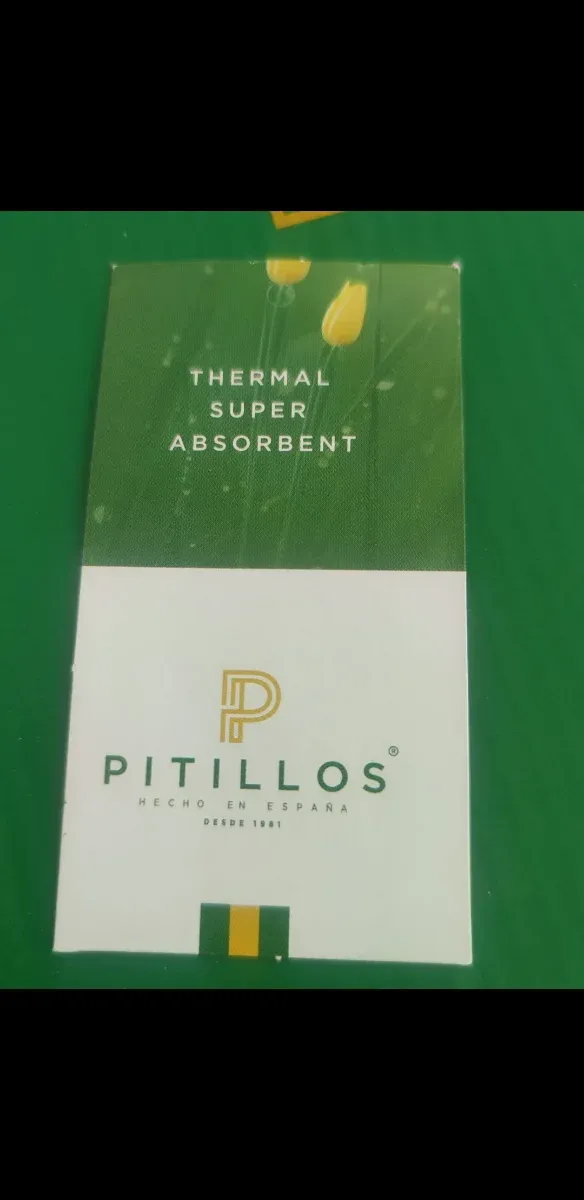 THERMAL
SUPER
ABSORBENT
PITILLOS®
HECHO EN ESPAÑA
DESDE 1981